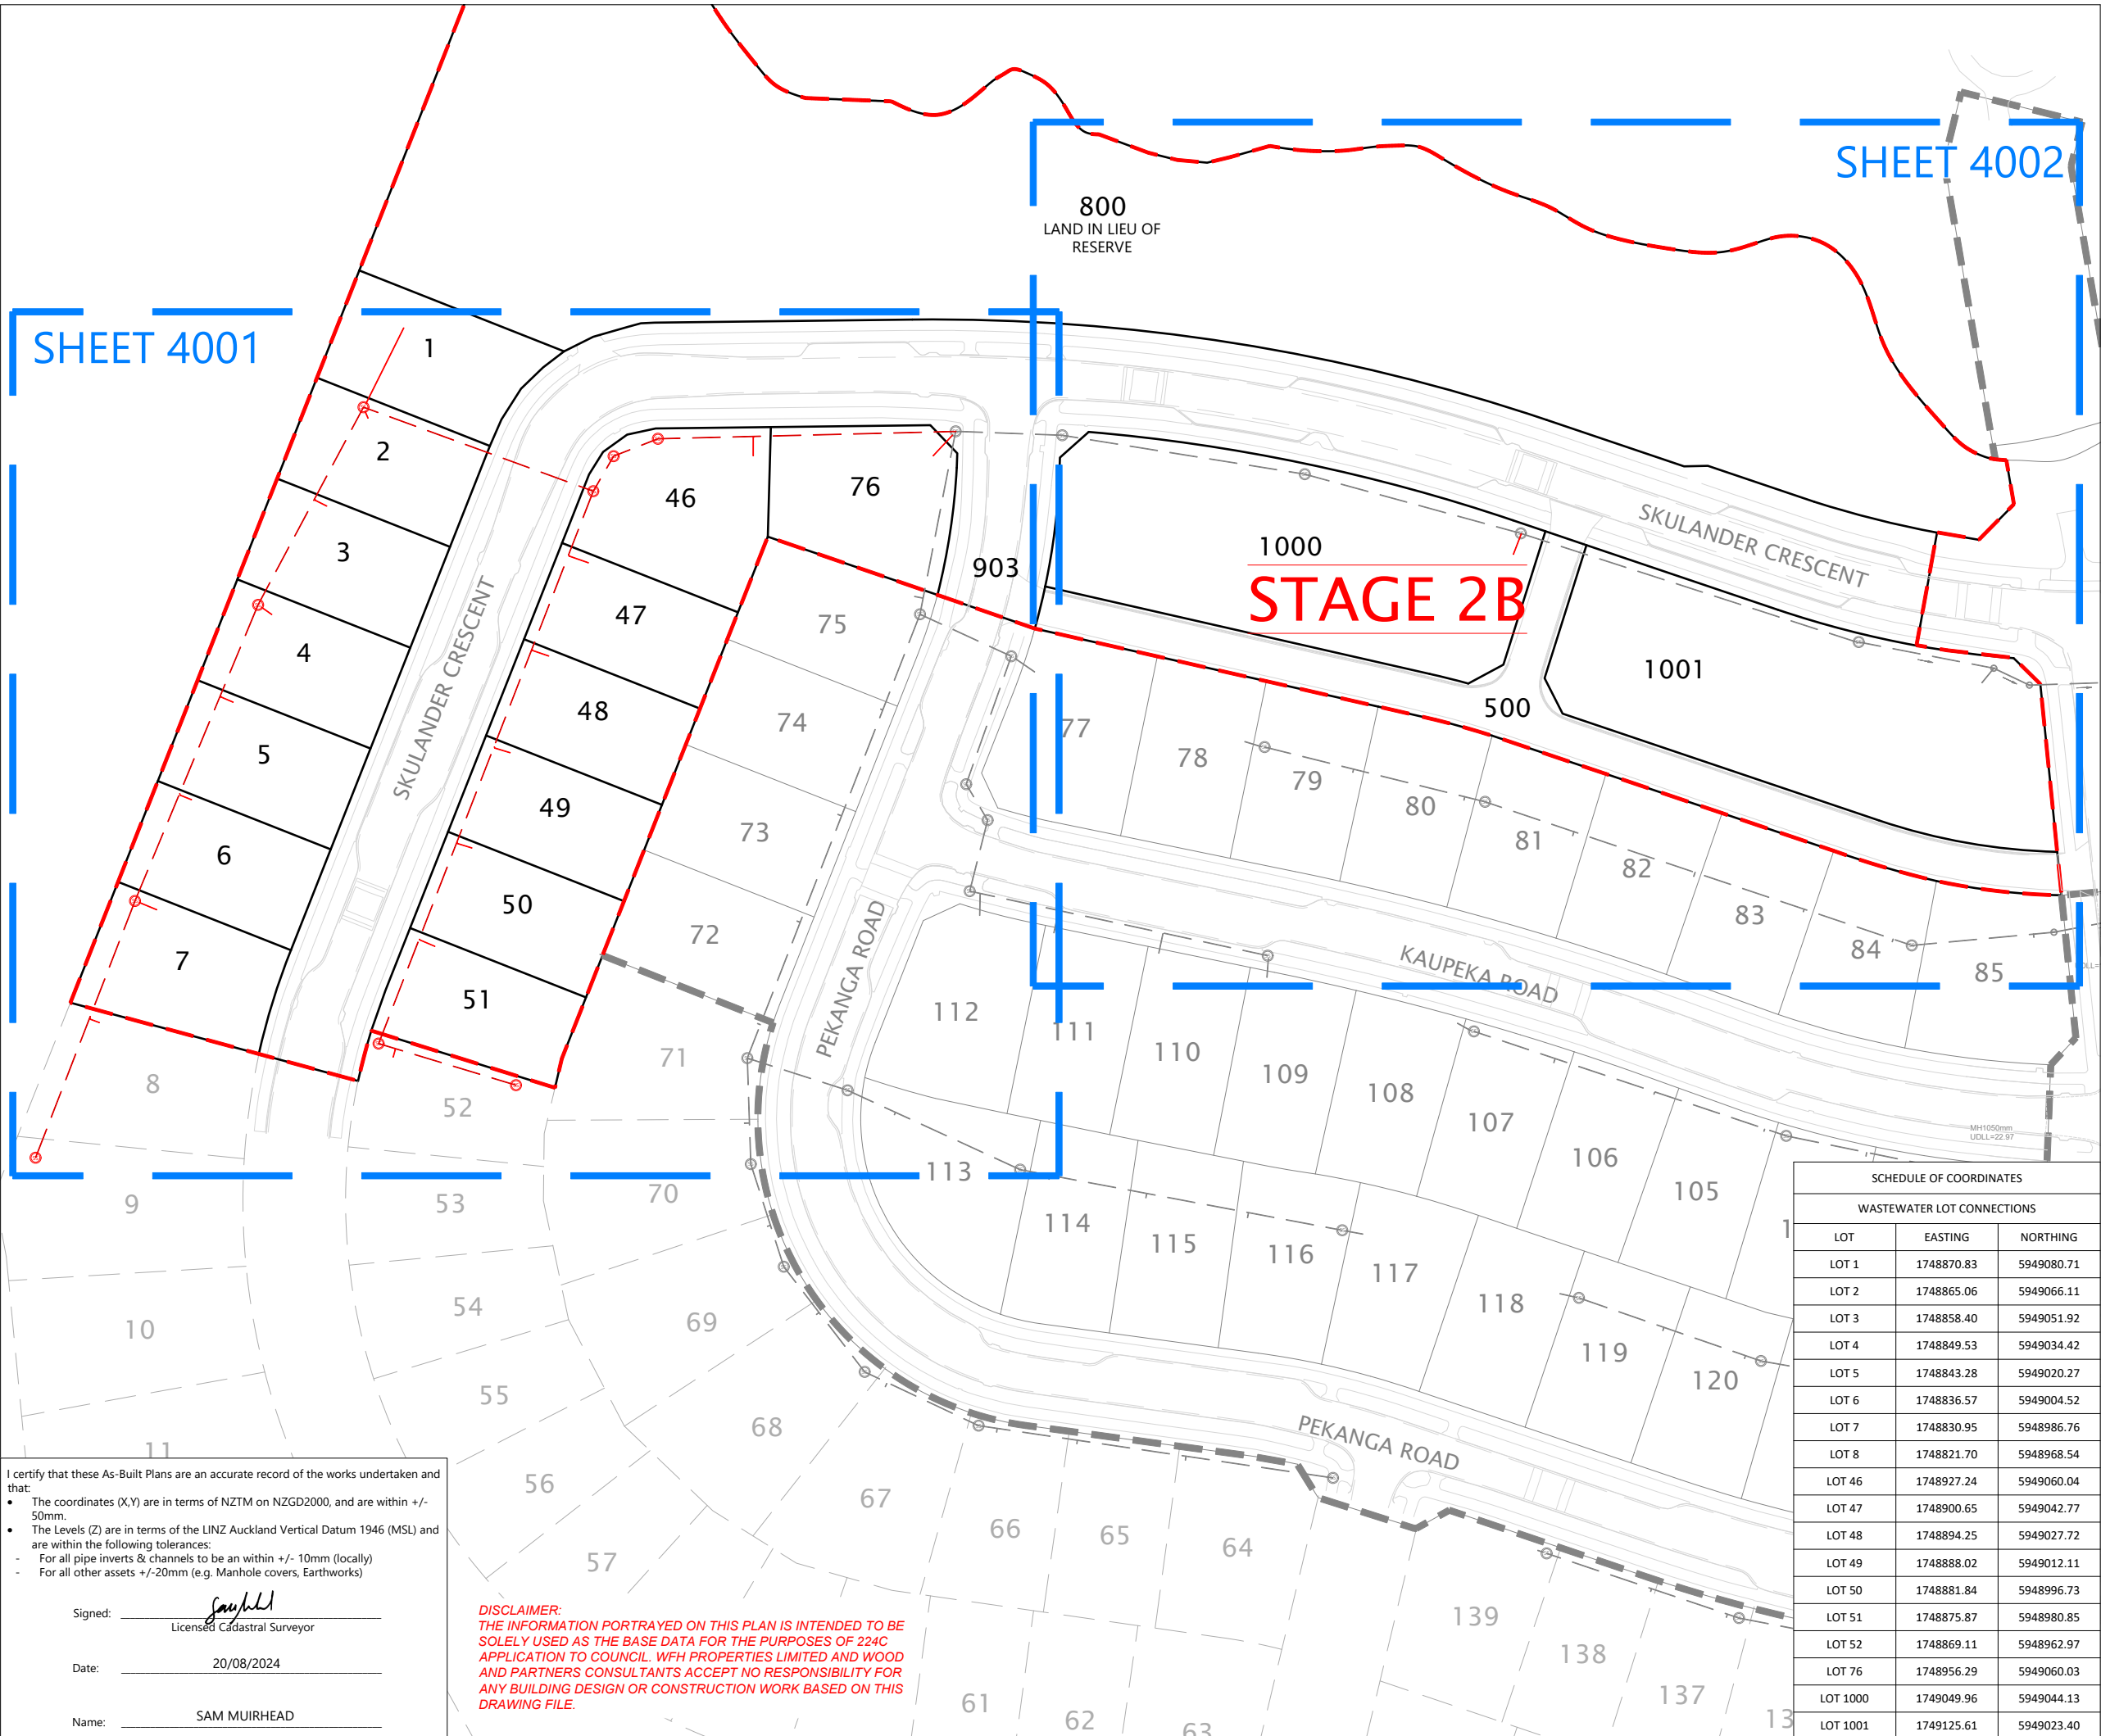 SHEET 4002
800
LAND IN LIEU OF
RESERVE
SHEET 4001
1
2
3
4
5
6
7
8
9
10
11
46
47
48
49
50
51
52
53
54
55
56
57
76
75
74
73
72
71
70
69
68
67
66
65
64
61
62
63
903
1000
STAGE 2B
1001
500
SKULANDER CRESCENT
SKULANDER CRESCENT
77
78
79
80
81
82
83
84
85
KAUPEKA ROAD
PEKANGA ROAD
PEKANGA ROAD
112
111
110
109
108
107
106
105
113
114
115
116
117
118
119
120
139
138
137
13
MH1050mm
UDLL=22.97
SCHEDULE OF COORDINATES
WASTEWATER LOT CONNECTIONS
LOT EASTING NORTHING
LOT 1 1748870.83 5949080.71
LOT 2 1748865.06 5949066.11
LOT 3 1748858.40 5949051.92
LOT 4 1748849.53 5949034.42
LOT 5 1748843.28 5949020.27
LOT 6 1748836.57 5949004.52
LOT 7 1748830.95 5948986.76
LOT 8 1748821.70 5948968.54
LOT 46 1748927.24 5949060.04
LOT 47 1748900.65 5949042.77
LOT 48 1748894.25 5949027.72
LOT 49 1748888.02 5949012.11
LOT 50 1748881.84 5948996.73
LOT 51 1748875.87 5948980.85
LOT 52 1748869.11 5948962.97
LOT 76 1748956.29 5949060.03
LOT 1000 1749049.96 5949044.13
LOT 1001 1749125.61 5949023.40
I certify that these As-Built Plans are an accurate record of the works undertaken and
that:
• The coordinates (X,Y) are in terms of NZTM on NZGD2000, and are within +/-
50mm.
• The Levels (Z) are in terms of the LINZ Auckland Vertical Datum 1946 (MSL) and
are within the following tolerances:
- For all pipe inverts & channels to be an within +/- 10mm (locally)
- For all other assets +/-20mm (e.g. Manhole covers, Earthworks)
Signed:
Licensed Cadastral Surveyor
Date: 20/08/2024
Name: SAM MUIRHEAD
DISCLAIMER:
THE INFORMATION PORTRAYED ON THIS PLAN IS INTENDED TO BE
SOLELY USED AS THE BASE DATA FOR THE PURPOSES OF 224C
APPLICATION TO COUNCIL. WFH PROPERTIES LIMITED AND WOOD
AND PARTNERS CONSULTANTS ACCEPT NO RESPONSIBILITY FOR
ANY BUILDING DESIGN OR CONSTRUCTION WORK BASED ON THIS
DRAWING FILE.